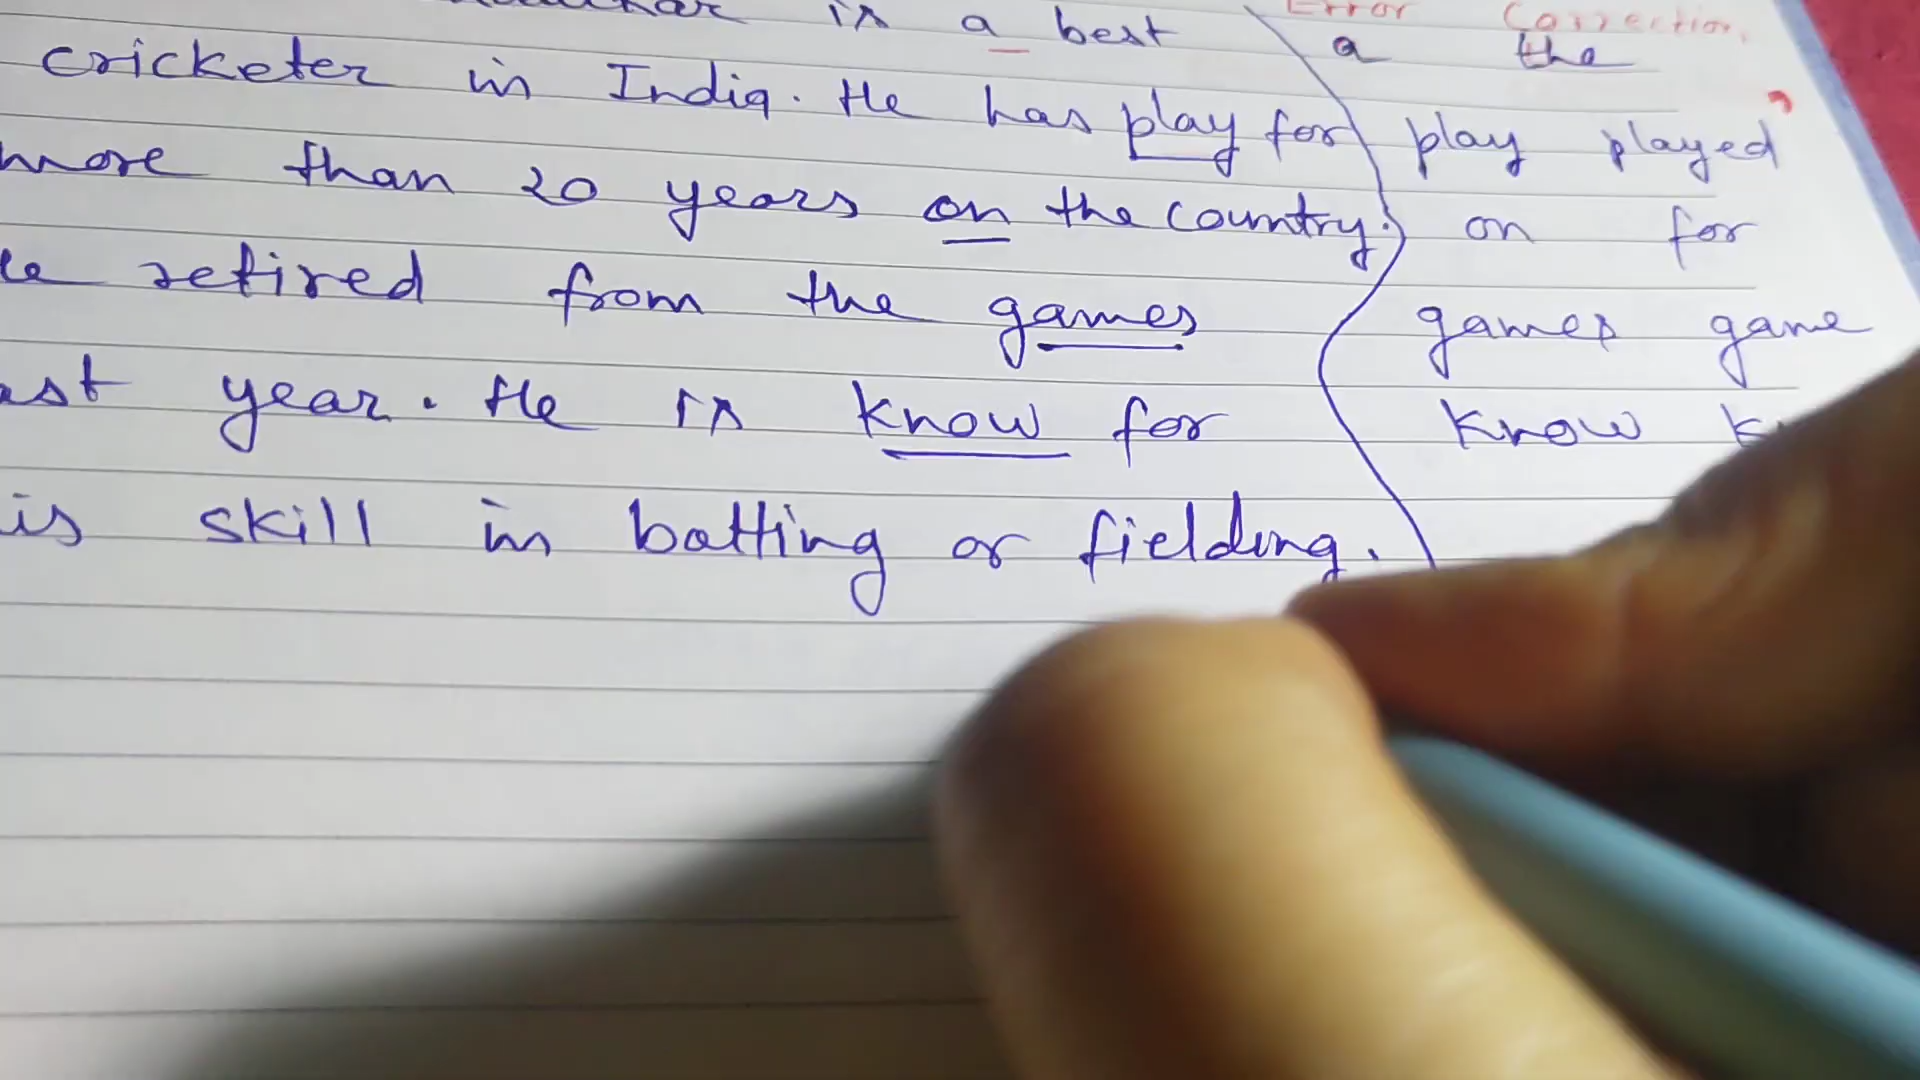 is a best Error Correction
cricketer in India. He has play for a the
more than 20 years on the country. play played
retired from the games on for
year. He is know for games game
is skill in batting or fielding. know